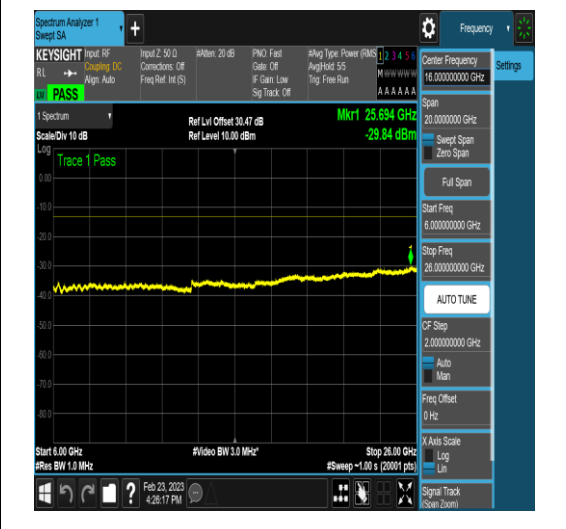 Spectrum Analyzer 1
Swept SA
Frequency
KEYSIGHT
RL
Input: RF
Coupling: DC
Align: Auto
Input Z: 50 Ω
Corrections: Off
Freq Ref: Int (S)
#Atten: 20 dB
PNO: Fast
Gate: Off
IF Gain: Low
Sig Track: Off
#Avg Type: Power (RMS
Avg|Hold: 5/5
Trig: Free Run
1 2 3 4 5 6
M W W W W W
A A A A A A
PASS
1 Spectrum
Scale/Div 10 dB
Ref Lvl Offset 30.47 dB
Ref Level 10.00 dBm
Mkr1 25.694 GHz
-29.84 dBm
Log
Trace 1 Pass
1
0.00
-10.0
-20.0
-30.0
-40.0
-50.0
-60.0
-70.0
-80.0
Start 6.00 GHz
#Res BW 1.0 MHz
#Video BW 3.0 MHz*
Stop 26.00 GHz
#Sweep ~1.00 s (20001 pts)
Feb 23, 2023
4:26:17 PM
?
Center Frequency
16.000000000 GHz
Settings
Span
20.0000000 GHz
Swept Span
Zero Span
Full Span
Start Freq
6.000000000 GHz
Stop Freq
26.000000000 GHz
AUTO TUNE
CF Step
2.000000000 GHz
Auto
Man
Freq Offset
0 Hz
X Axis Scale
Log
Lin
Signal Track
(Span Zoom)